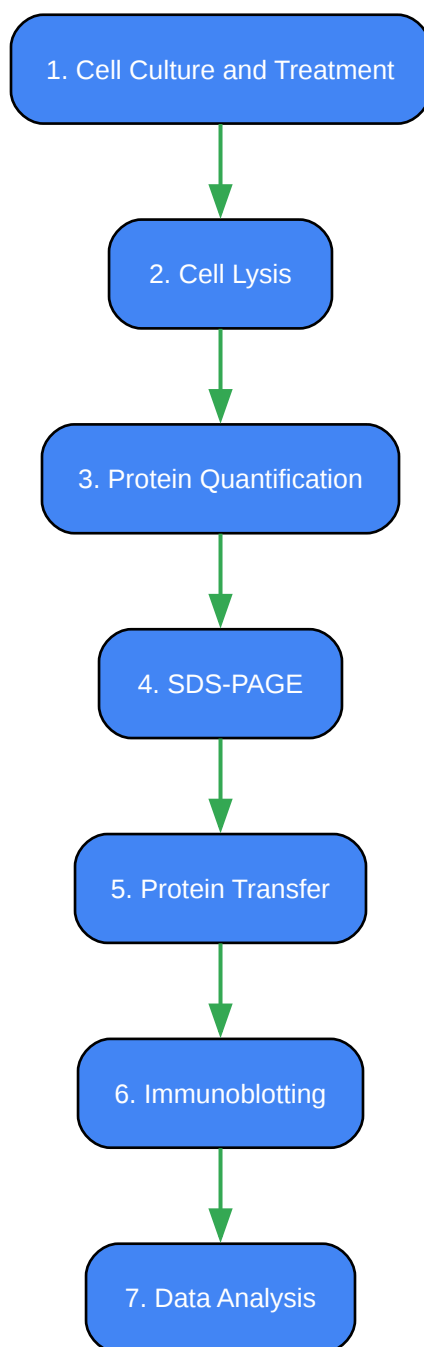 1. Cell Culture and Treatment
2. Cell Lysis
3. Protein Quantification
4. SDS-PAGE
5. Protein Transfer
6. Immunoblotting
7. Data Analysis